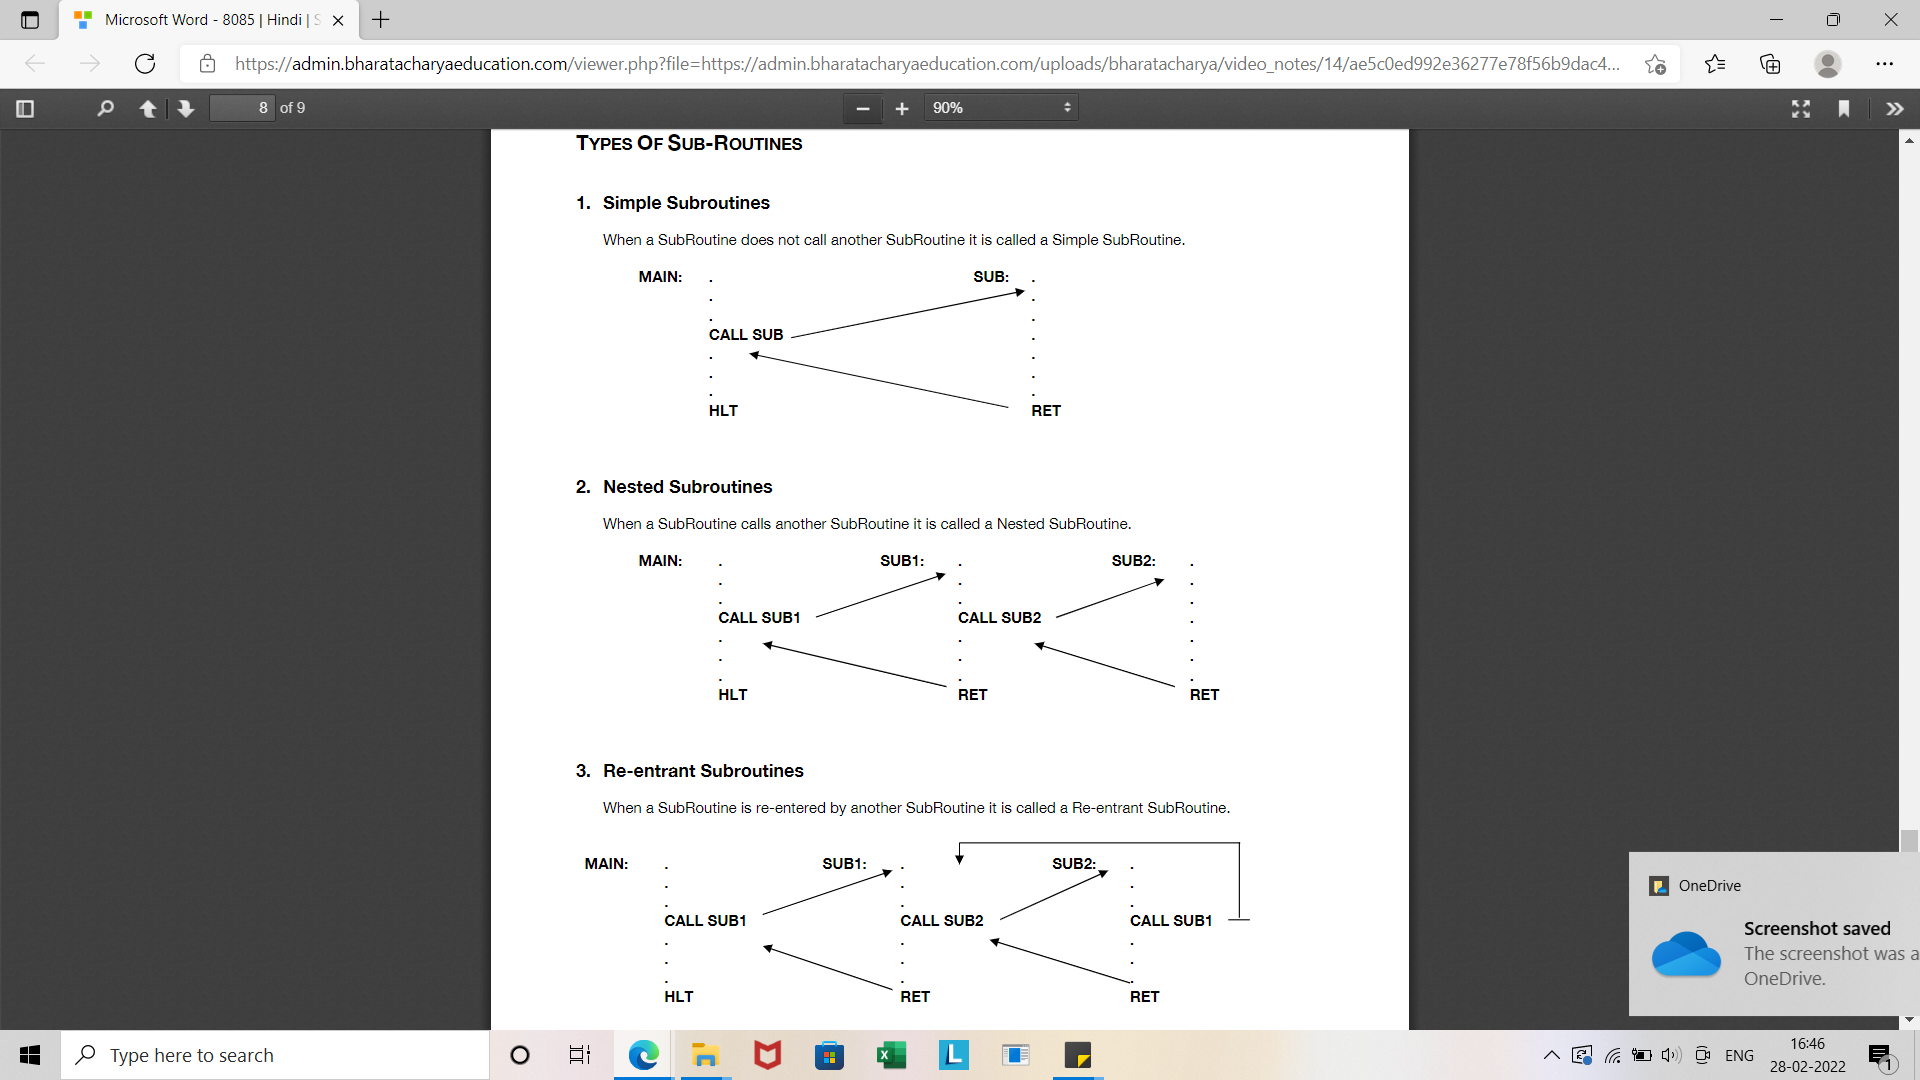 Microsoft Word - 8085 | Hindi | S
https://admin.bharatacharyaeducation.com/viewer.php?file=https://admin.bharatacharyaeducation.com/uploads/bharatacharya/video_notes/14/ae5c0ed992e36277e78f56b9dac4...
8 of 9
90%
TYPES OF SUB-ROUTINES
1. Simple Subroutines
When a SubRoutine does not call another SubRoutine it is called a Simple SubRoutine.
MAIN: . SUB: .
. .
. .
CALL SUB .
. .
. .
. .
HLT RET
2. Nested Subroutines
When a SubRoutine calls another SubRoutine it is called a Nested SubRoutine.
MAIN: . SUB1: . SUB2: .
. . .
. . .
CALL SUB1 CALL SUB2 .
. . .
. . .
. . .
HLT RET RET
3. Re-entrant Subroutines
When a SubRoutine is re-entered by another SubRoutine it is called a Re-entrant SubRoutine.
MAIN: . SUB1: . SUB2: .
. . .
. . .
CALL SUB1 CALL SUB2 CALL SUB1
. . .
. . .
. . .
HLT RET RET
OneDrive
Screenshot saved
The screenshot was a
OneDrive.
Type here to search
L
ENG
16:46
28-02-2022
1